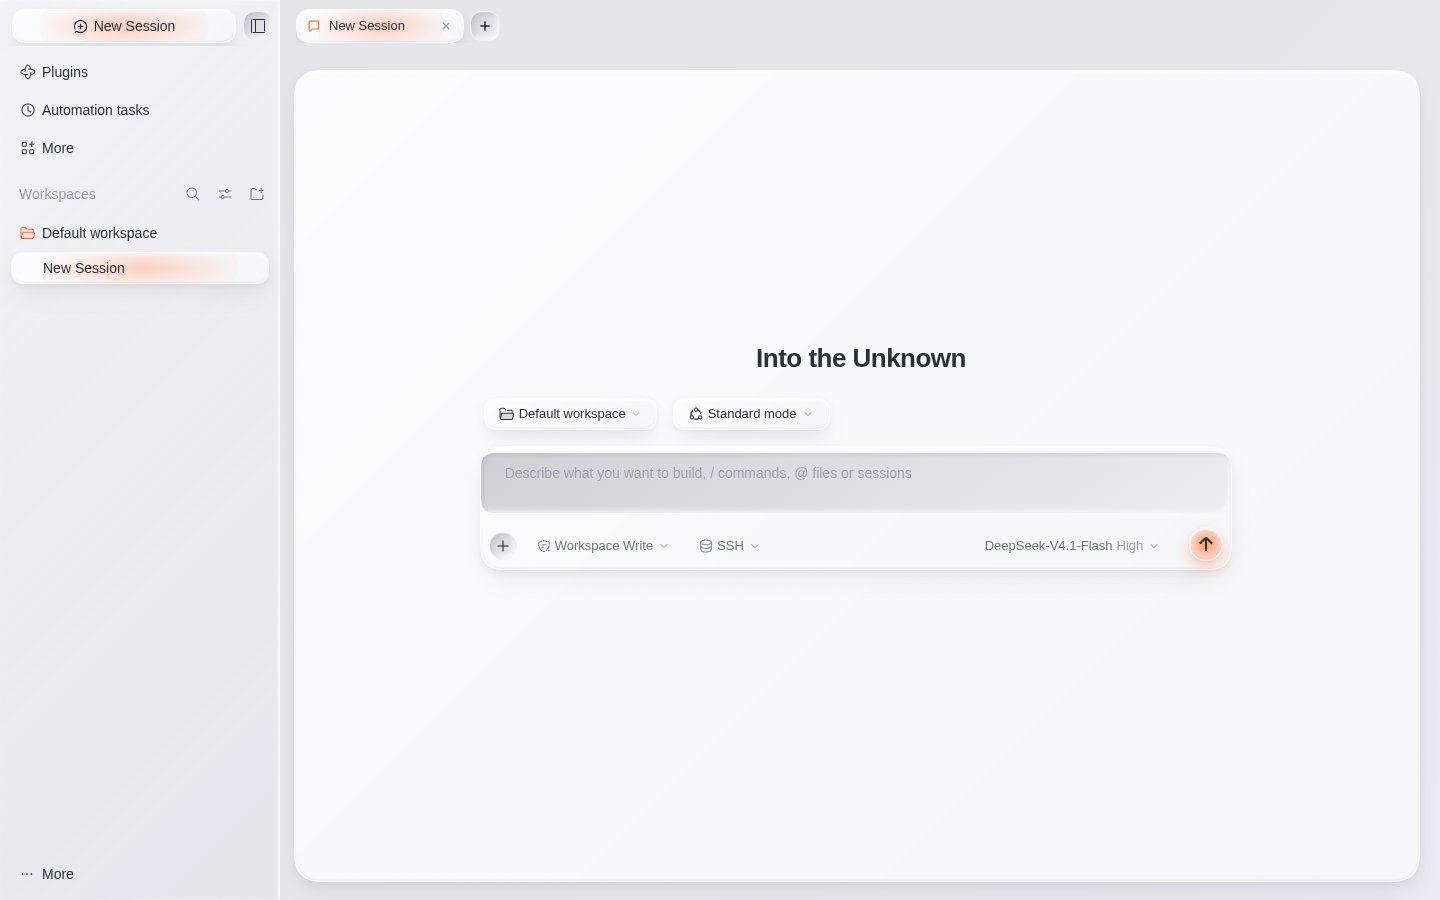 New Session
Plugins
Automation tasks
More
Workspaces
Default workspace
New Session
More
New Session
Into the Unknown
Default workspace
Standard mode
Describe what you want to build, / commands, @ files or sessions
Workspace Write
SSH
DeepSeek-V4.1-Flash High